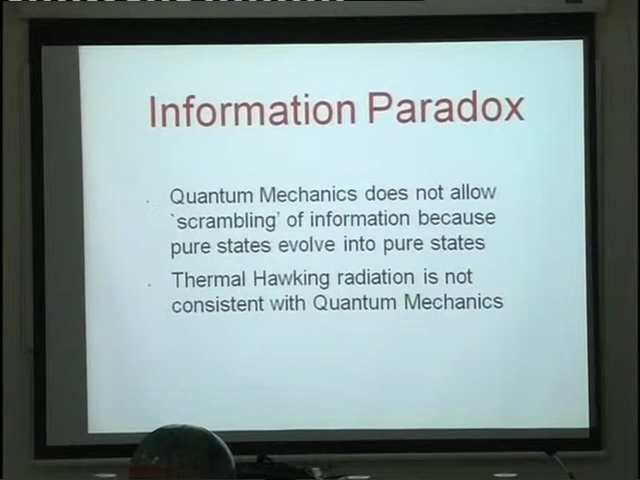 Information Paradox
Quantum Mechanics does not allow
`scrambling' of information because
pure states evolve into pure states
Thermal Hawking radiation is not
consistent with Quantum Mechanics